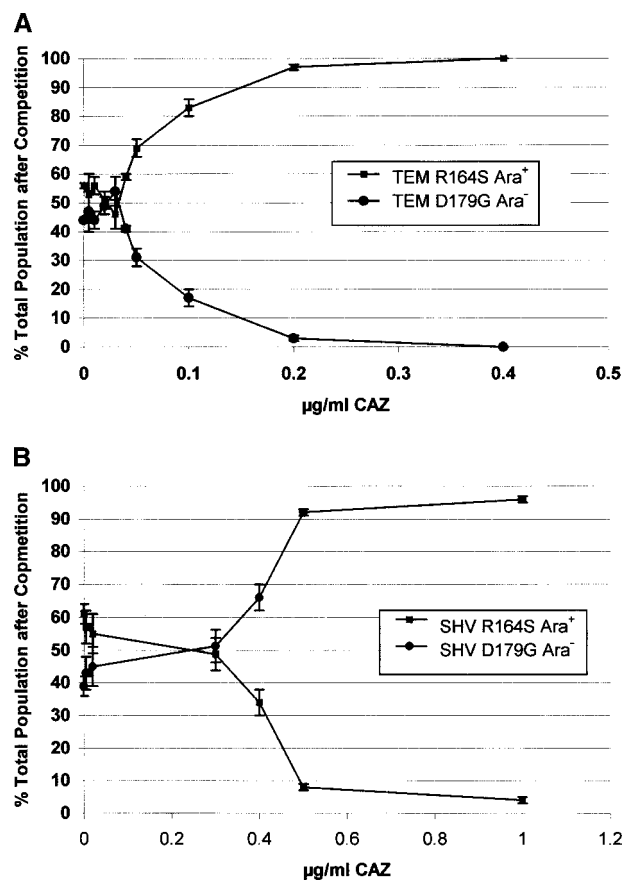 A
% Total Population after Competition
100
90
80
70
60
50
40
30
20
10
0
TEM R164S Ara⁺
TEM D179G Ara⁻
0 0.1 0.2 0.3 0.4 0.5
µg/ml CAZ
B
% Total Population after Copmetition
100
90
80
70
60
50
40
30
20
10
0
SHV R164S Ara⁺
SHV D179G Ara⁻
0 0.2 0.4 0.6 0.8 1 1.2
µg/ml CAZ